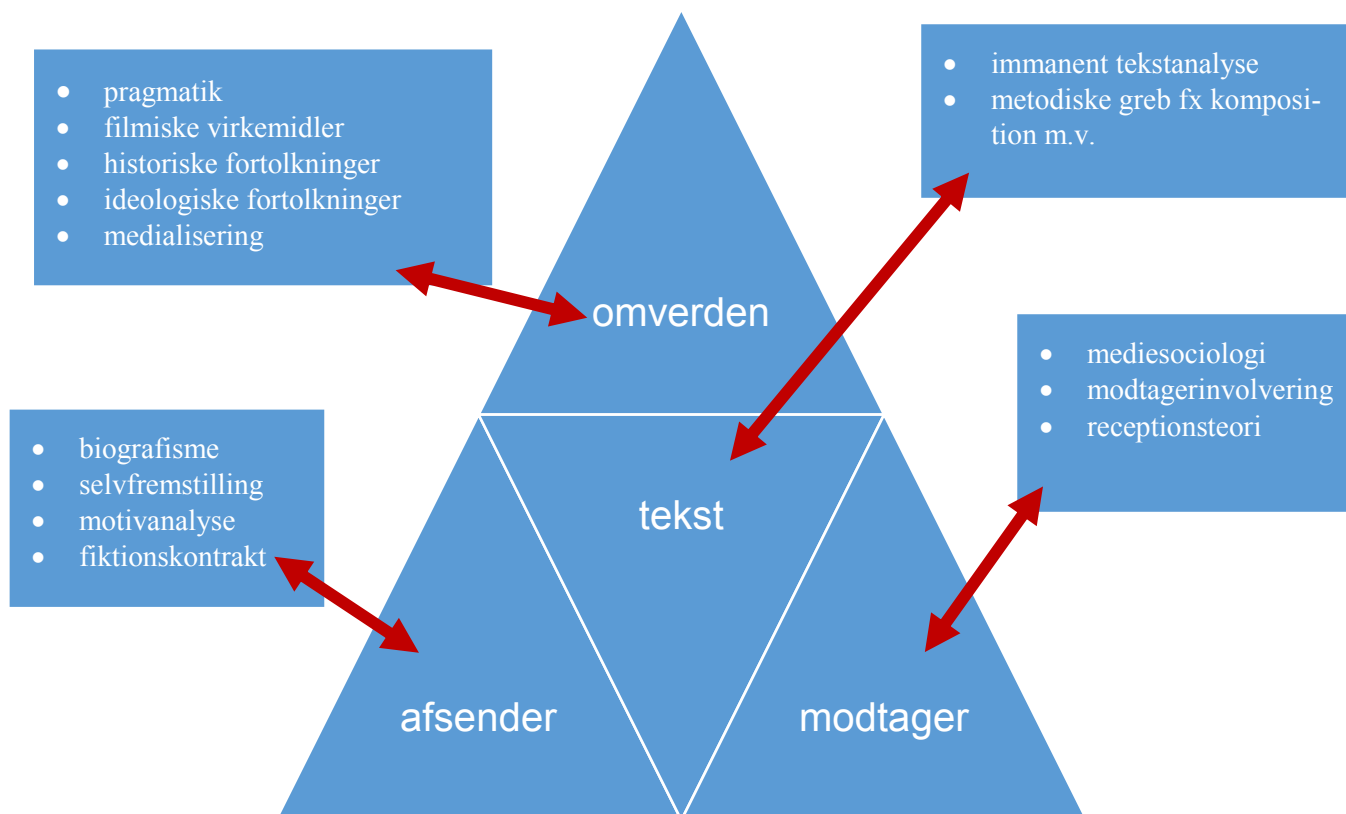 • pragmatik
• filmiske virkemidler
• historiske fortolkninger
• ideologiske fortolkninger
• medialisering
• immanent tekstanalyse
• metodiske greb fx komposi-
tion m.v.
omverden
• mediesociologi
• modtagerinvolvering
• receptionsteori
• biografisme
• selvfremstilling
• motivanalyse
• fiktionskontrakt
tekst
afsender
modtager